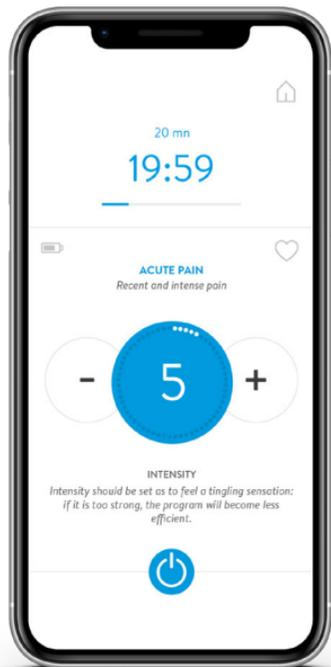 20 mn
19:59
ACUTE PAIN
Recent and intense pain
-
5
+
INTENSITY
Intensity should be set as to feel a tingling sensation:
if it is too strong, the program will become less
efficient.